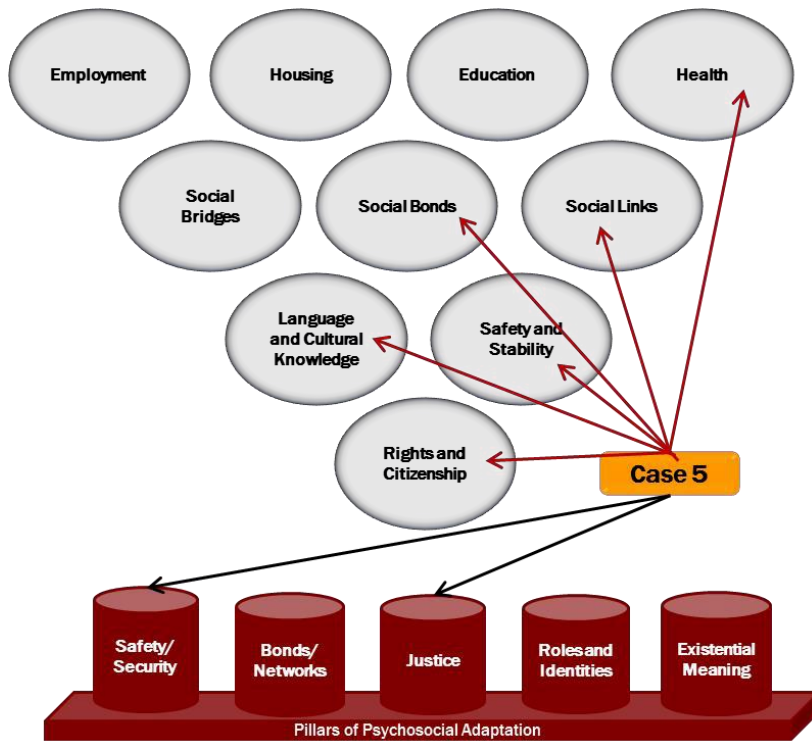 Employment
Housing
Education
Health
Social
Bridges
Social Bonds
Social Links
Language
and Cultural
Knowledge
Safety and
Stability
Rights and
Citizenship
Case 5
Safety/
Security
Bonds/
Networks
Justice
Roles and
Identities
Existential
Meaning
Pillars of Psychosocial Adaptation